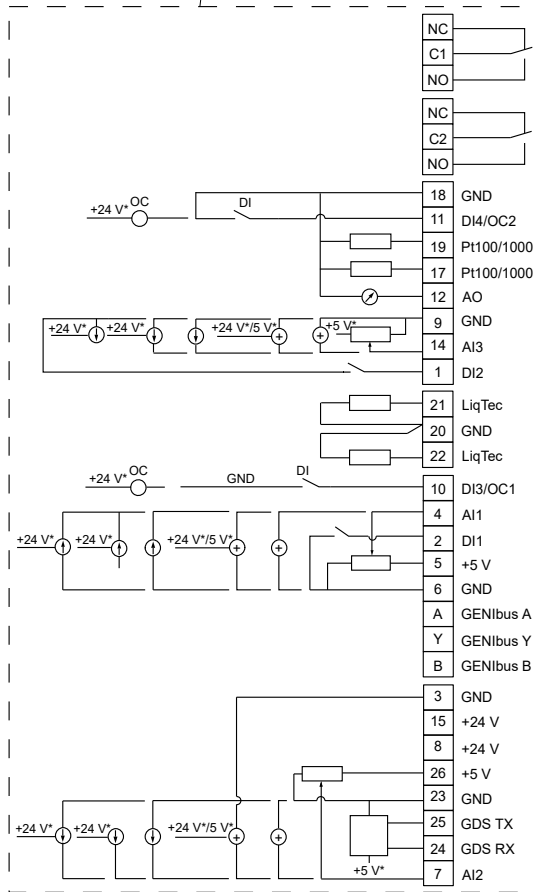 NC
C1
NO
NC
C2
NO
18 GND
+24 V* OC DI 11 DI4/OC2
19 Pt100/1000
17 Pt100/1000
12 AO
9 GND
+24 V* +24 V* +24 V*/5 V* +5 V*
14 AI3
1 DI2
21 LiqTec
20 GND
22 LiqTec
+24 V* OC GND DI 10 DI3/OC1
4 AI1
2 DI1
+24 V* +24 V* +24 V*/5 V*
5 +5 V
6 GND
A GENIbus A
Y GENIbus Y
B GENIbus B
3 GND
15 +24 V
8 +24 V
26 +5 V
23 GND
25 GDS TX
+24 V* +24 V* +24 V*/5 V*
24 GDS RX
+5 V* 7 AI2